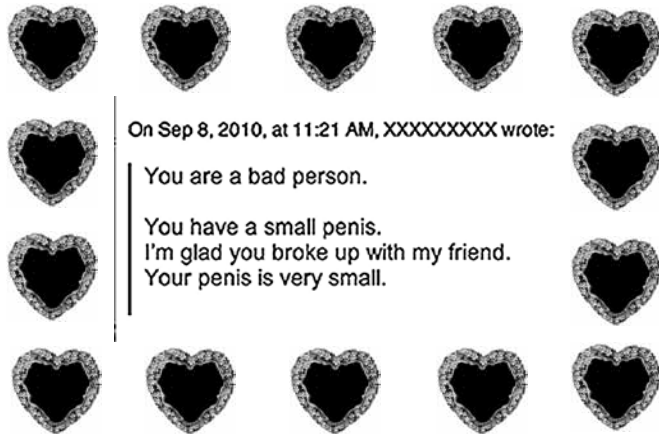 On Sep 8, 2010, at 11:21 AM, XXXXXXXXX wrote:
You are a bad person.
You have a small penis.
I'm glad you broke up with my friend.
Your penis is very small.